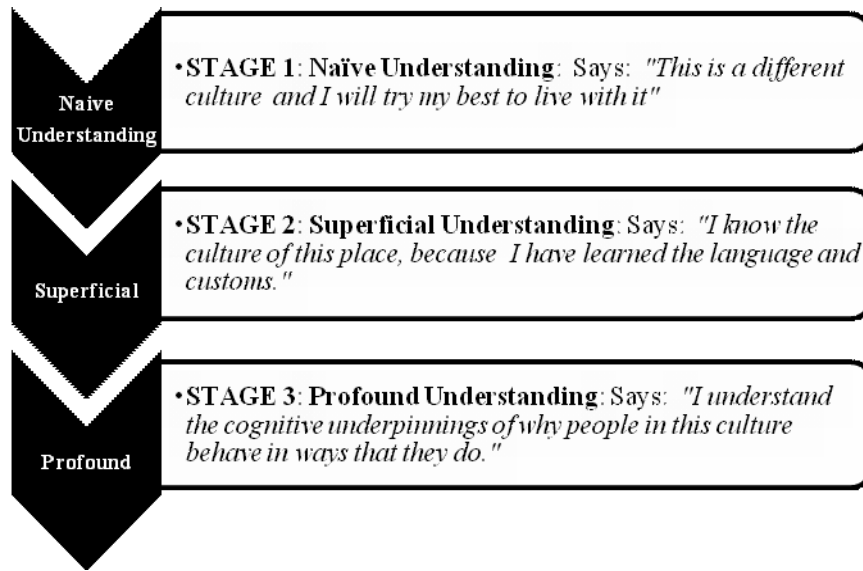 Naive
Understanding
•STAGE 1: Naïve Understanding: Says: "This is a different
culture and I will try my best to live with it"
Superficial
•STAGE 2: Superficial Understanding: Says: "I know the
culture of this place, because I have learned the language and
customs."
Profound
•STAGE 3: Profound Understanding: Says: "I understand
the cognitive underpinnings of why people in this culture
behave in ways that they do."